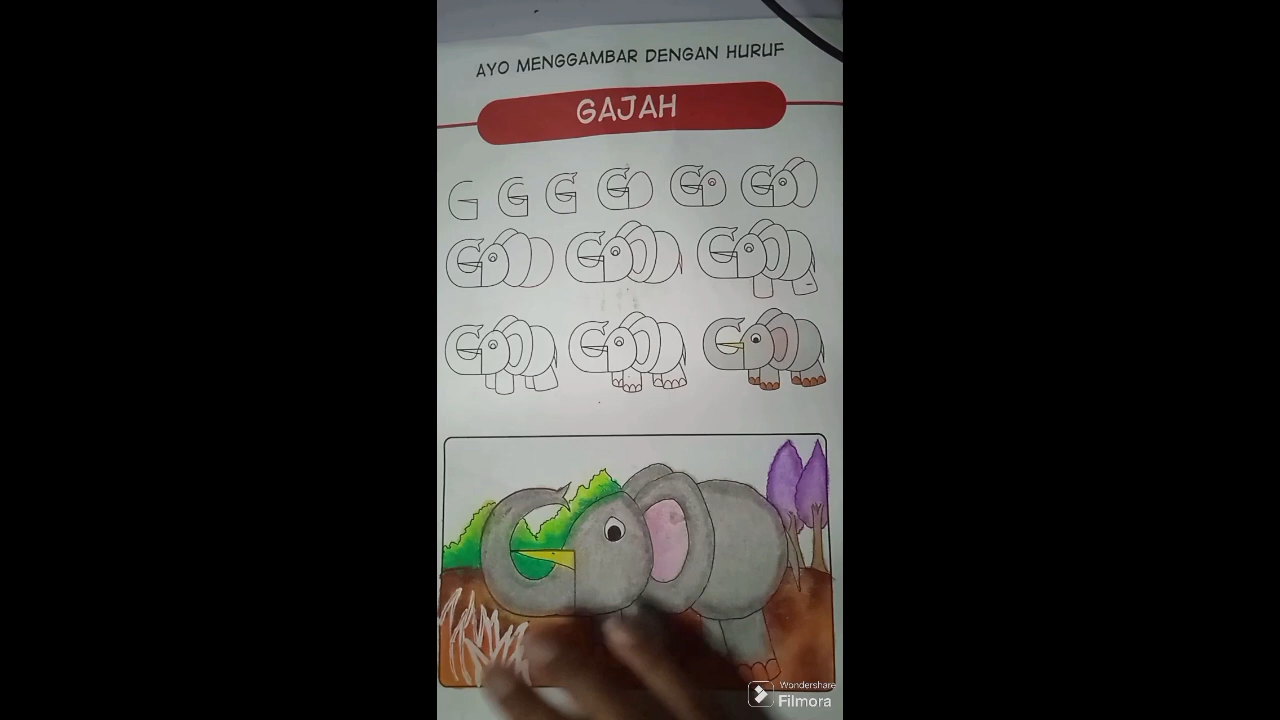 AYO MENGGAMBAR DENGAN HURUF
GAJAH
G G G
Wondershare
Filmora